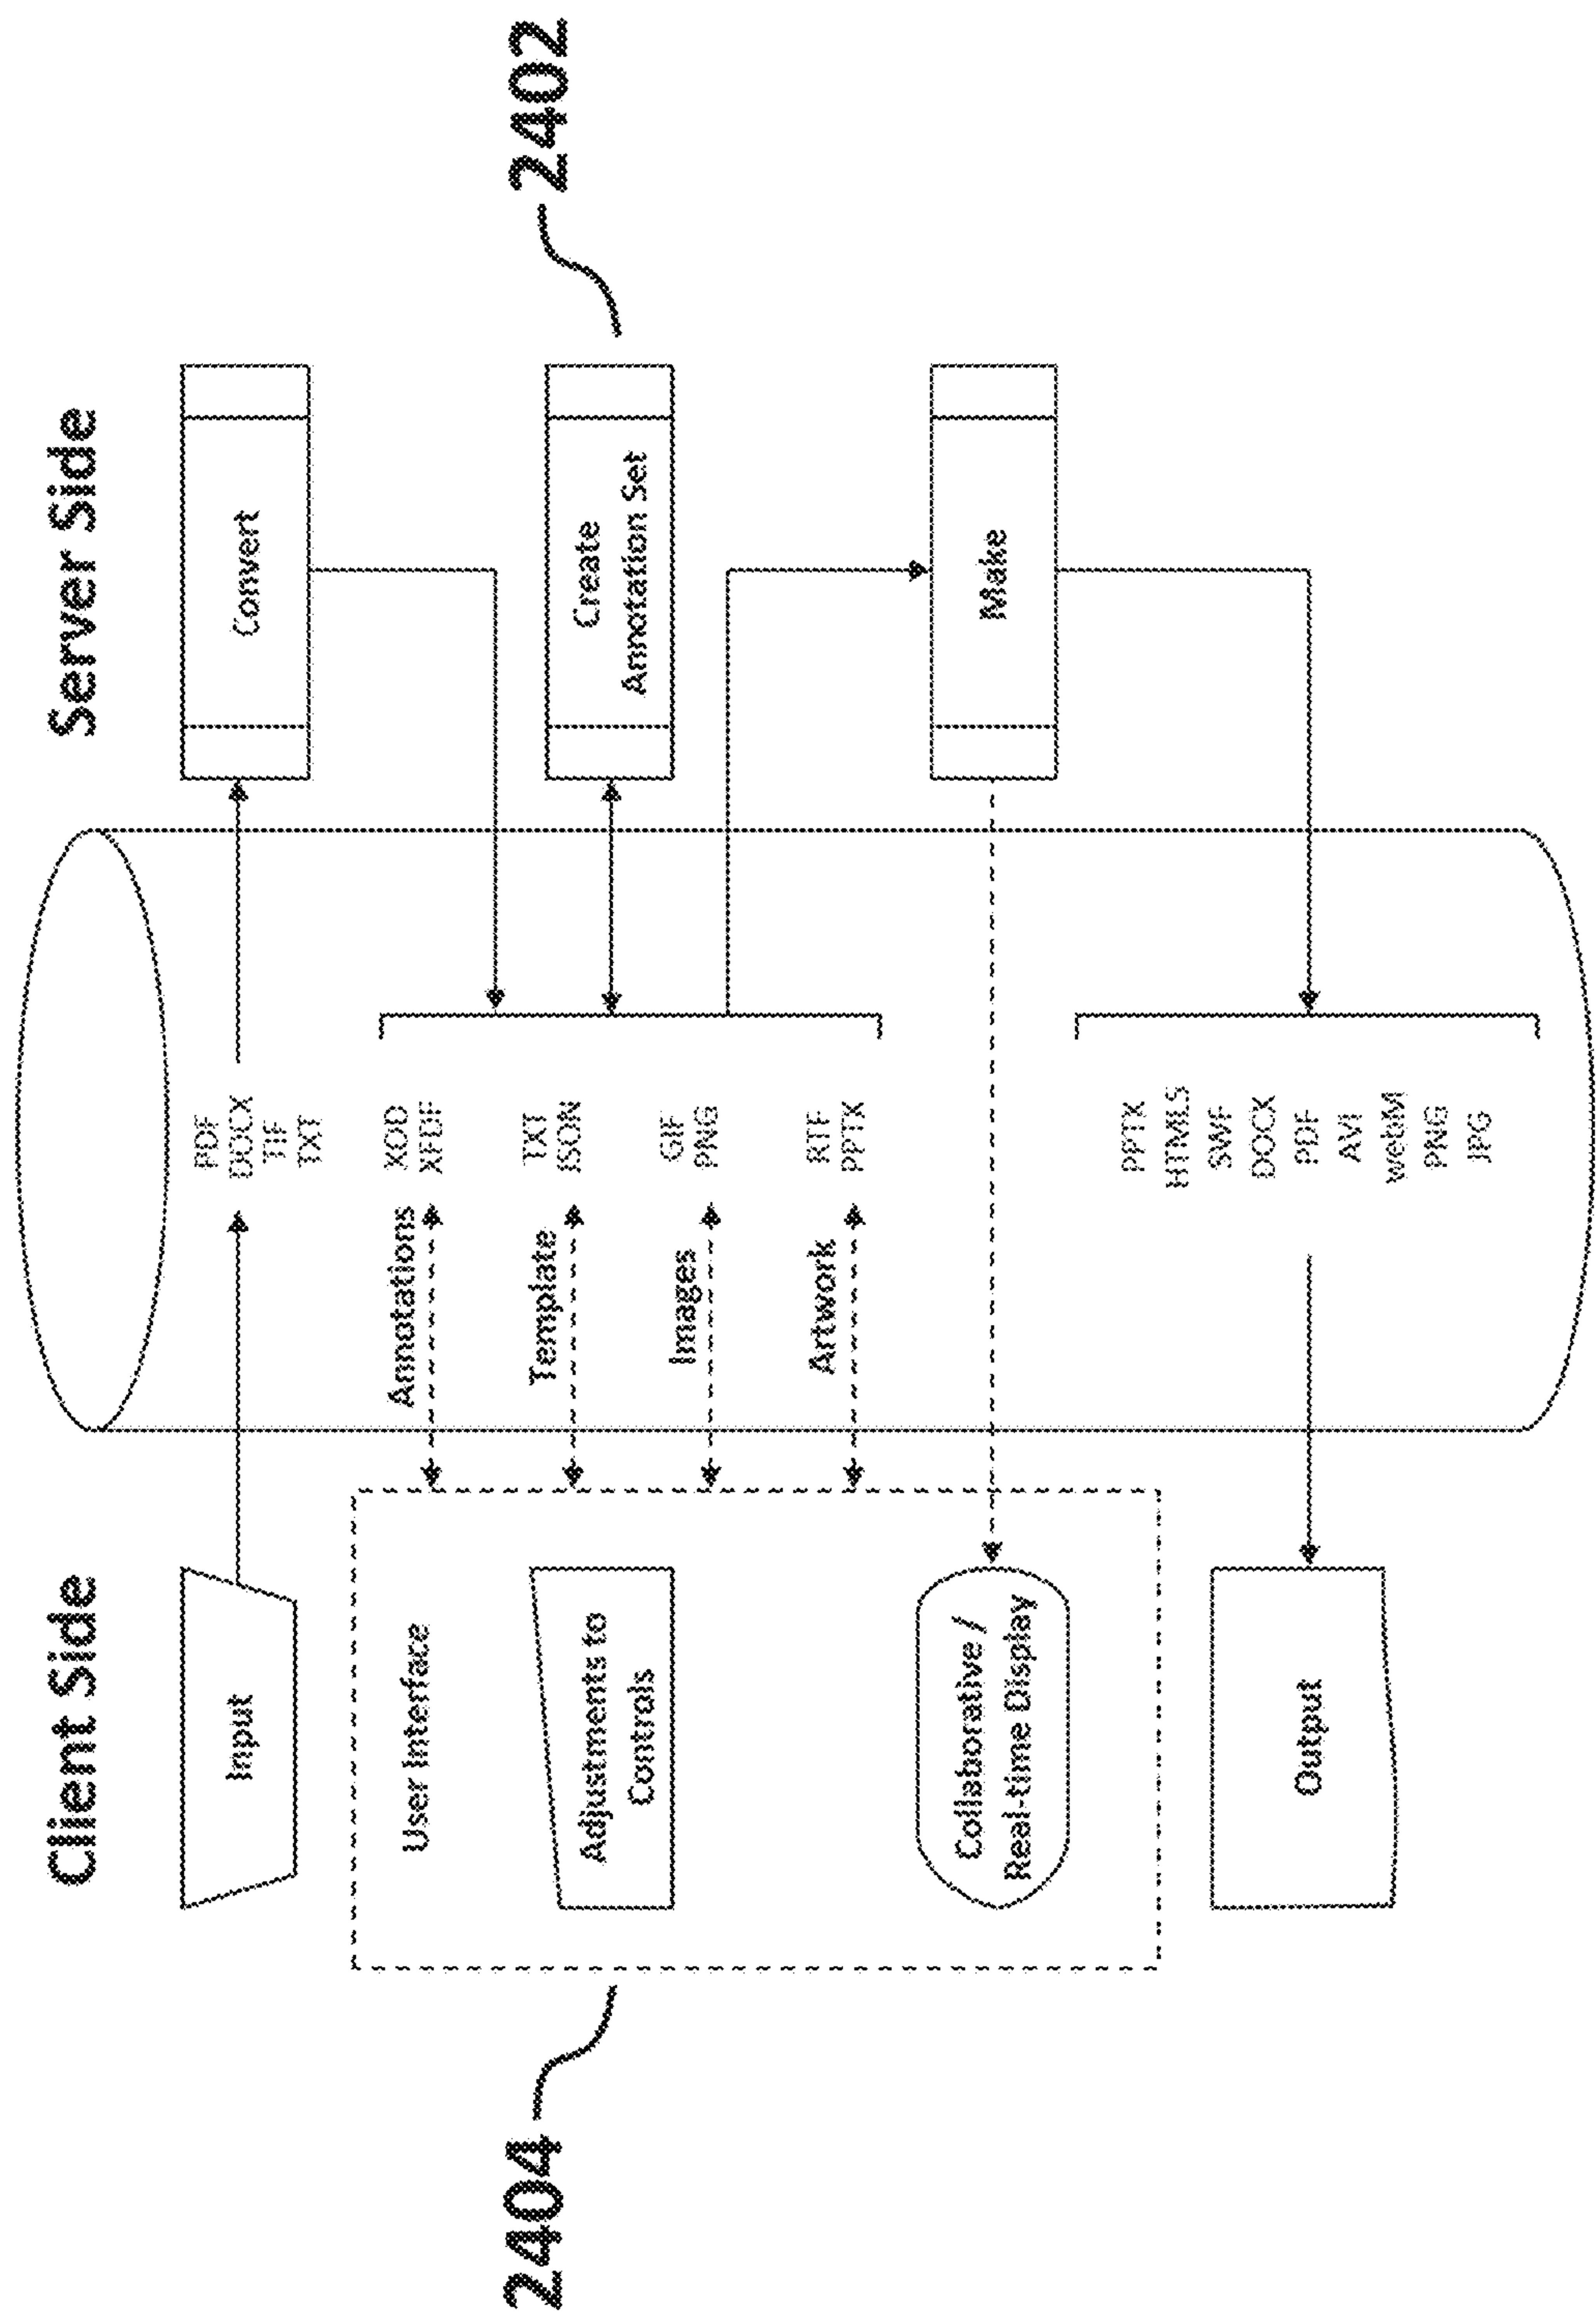 Client Side
Server Side
Input
PDF
DOCX
TIF
TXT
Convert
User Interface
Annotations
XOD
XFDF
2404
Adjustments to
Controls
Template
TXT
JSON
Create
Annotation Set
2402
Images
GIF
PNG
Artwork
RTF
PPTX
Collaborative /
Real-time Display
Make
Output
PPTX
HTML5
SWF
DOCX
PDF
AVI
webM
PNG
JPG